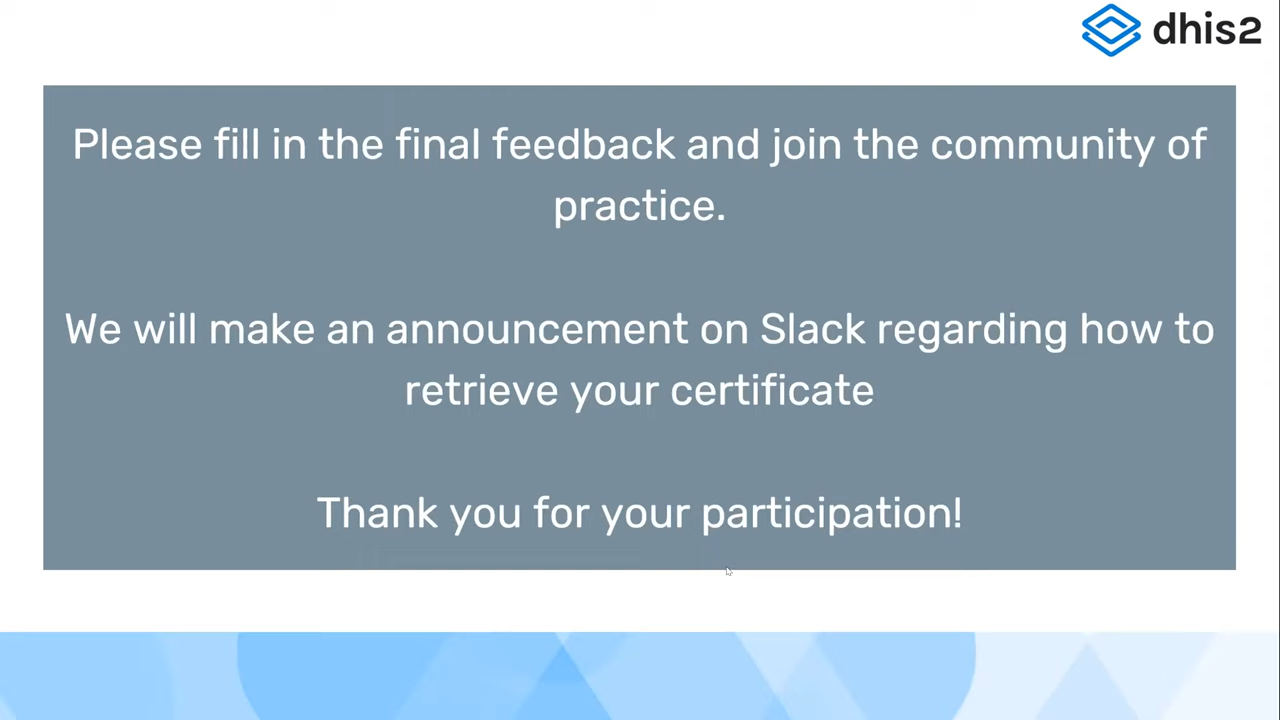 dhis2
Please fill in the final feedback and join the community of
practice.
We will make an announcement on Slack regarding how to
retrieve your certificate
Thank you for your participation!